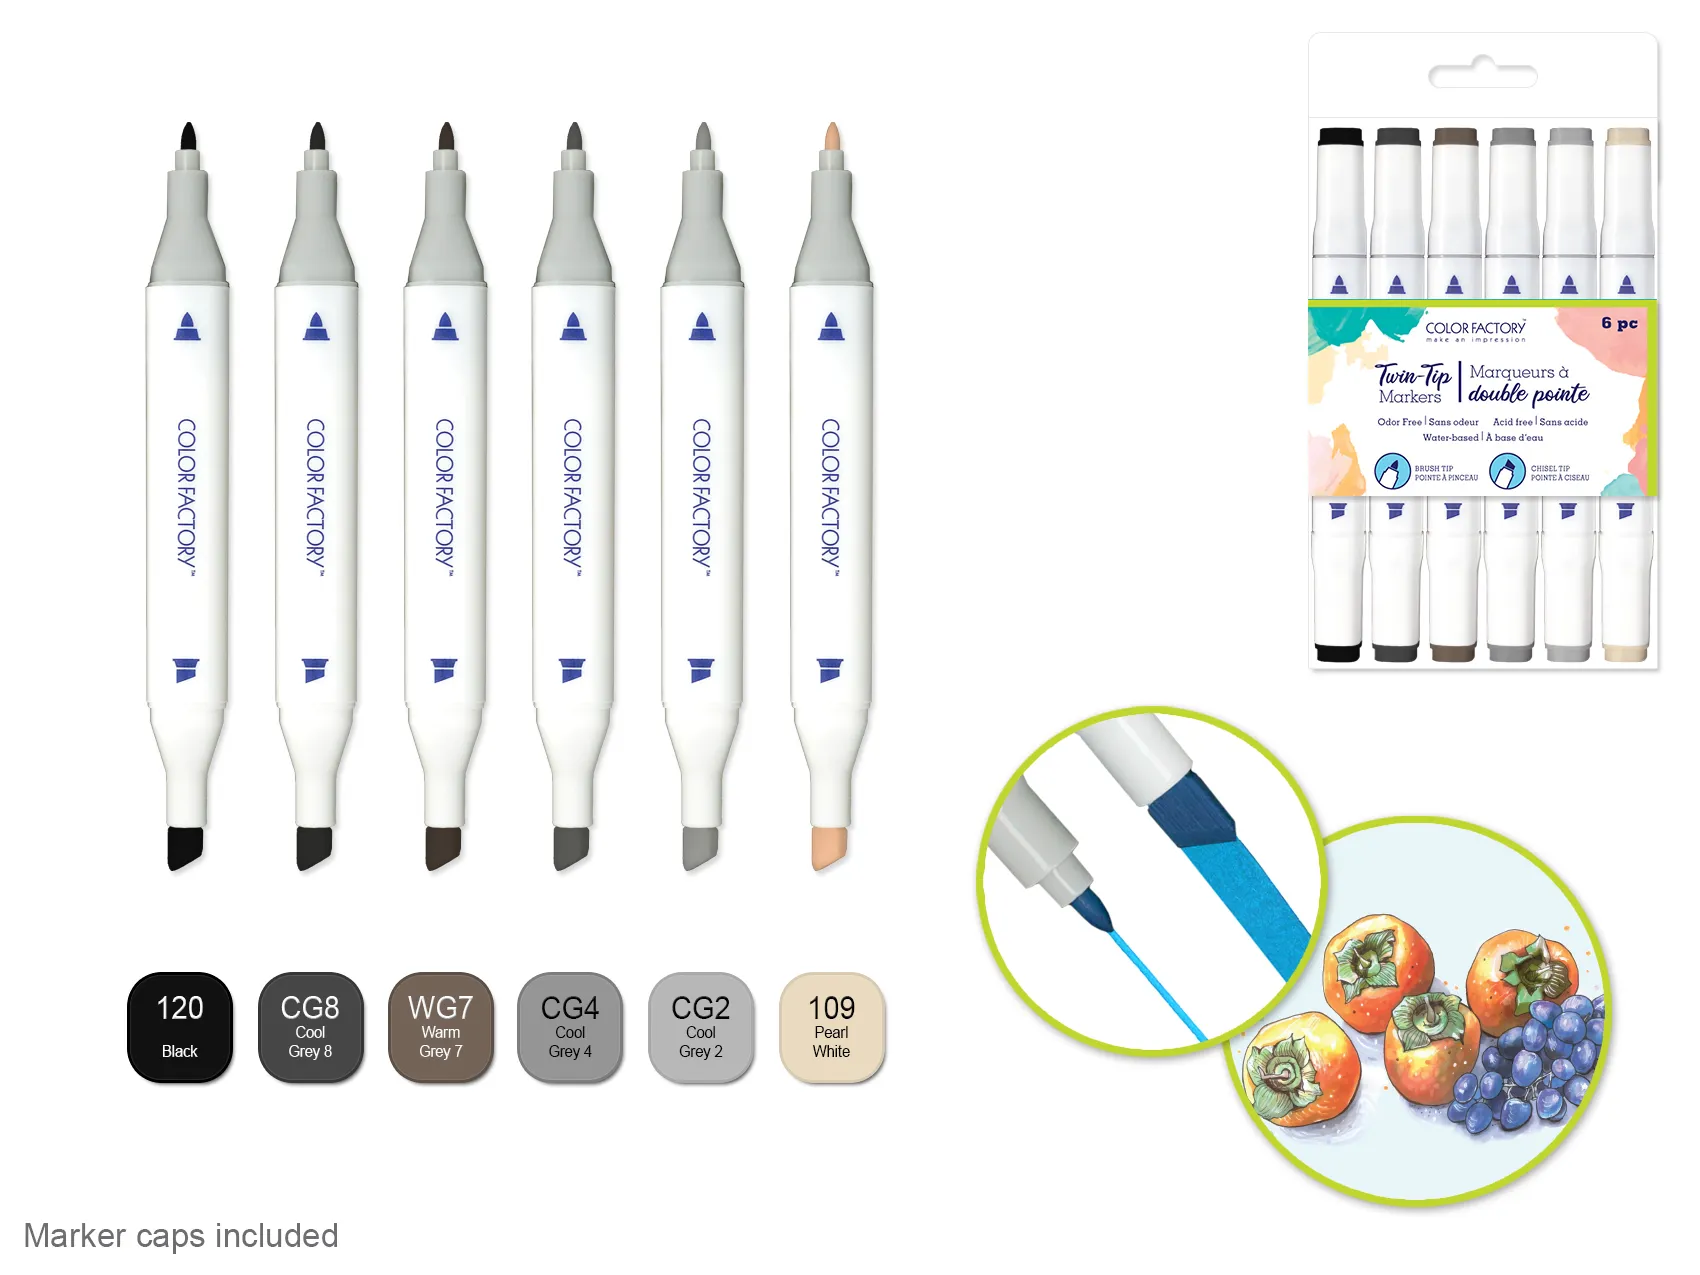 COLOR FACTORY™
COLOR FACTORY™
COLOR FACTORY™
COLOR FACTORY™
COLOR FACTORY™
COLOR FACTORY™
COLOR FACTORY™
make an impression
6 pc
Twin-Tip Markers
Marqueurs à double pointe
Odor Free | Sans odeur Acid free | Sans acide
Water-based | À base d'eau
BRUSH TIP
POINTE À PINCEAU
CHISEL TIP
POINTE À CISEAU
120
Black
CG8
Cool
Grey 8
WG7
Warm
Grey 7
CG4
Cool
Grey 4
CG2
Cool
Grey 2
109
Pearl
White
Marker caps included